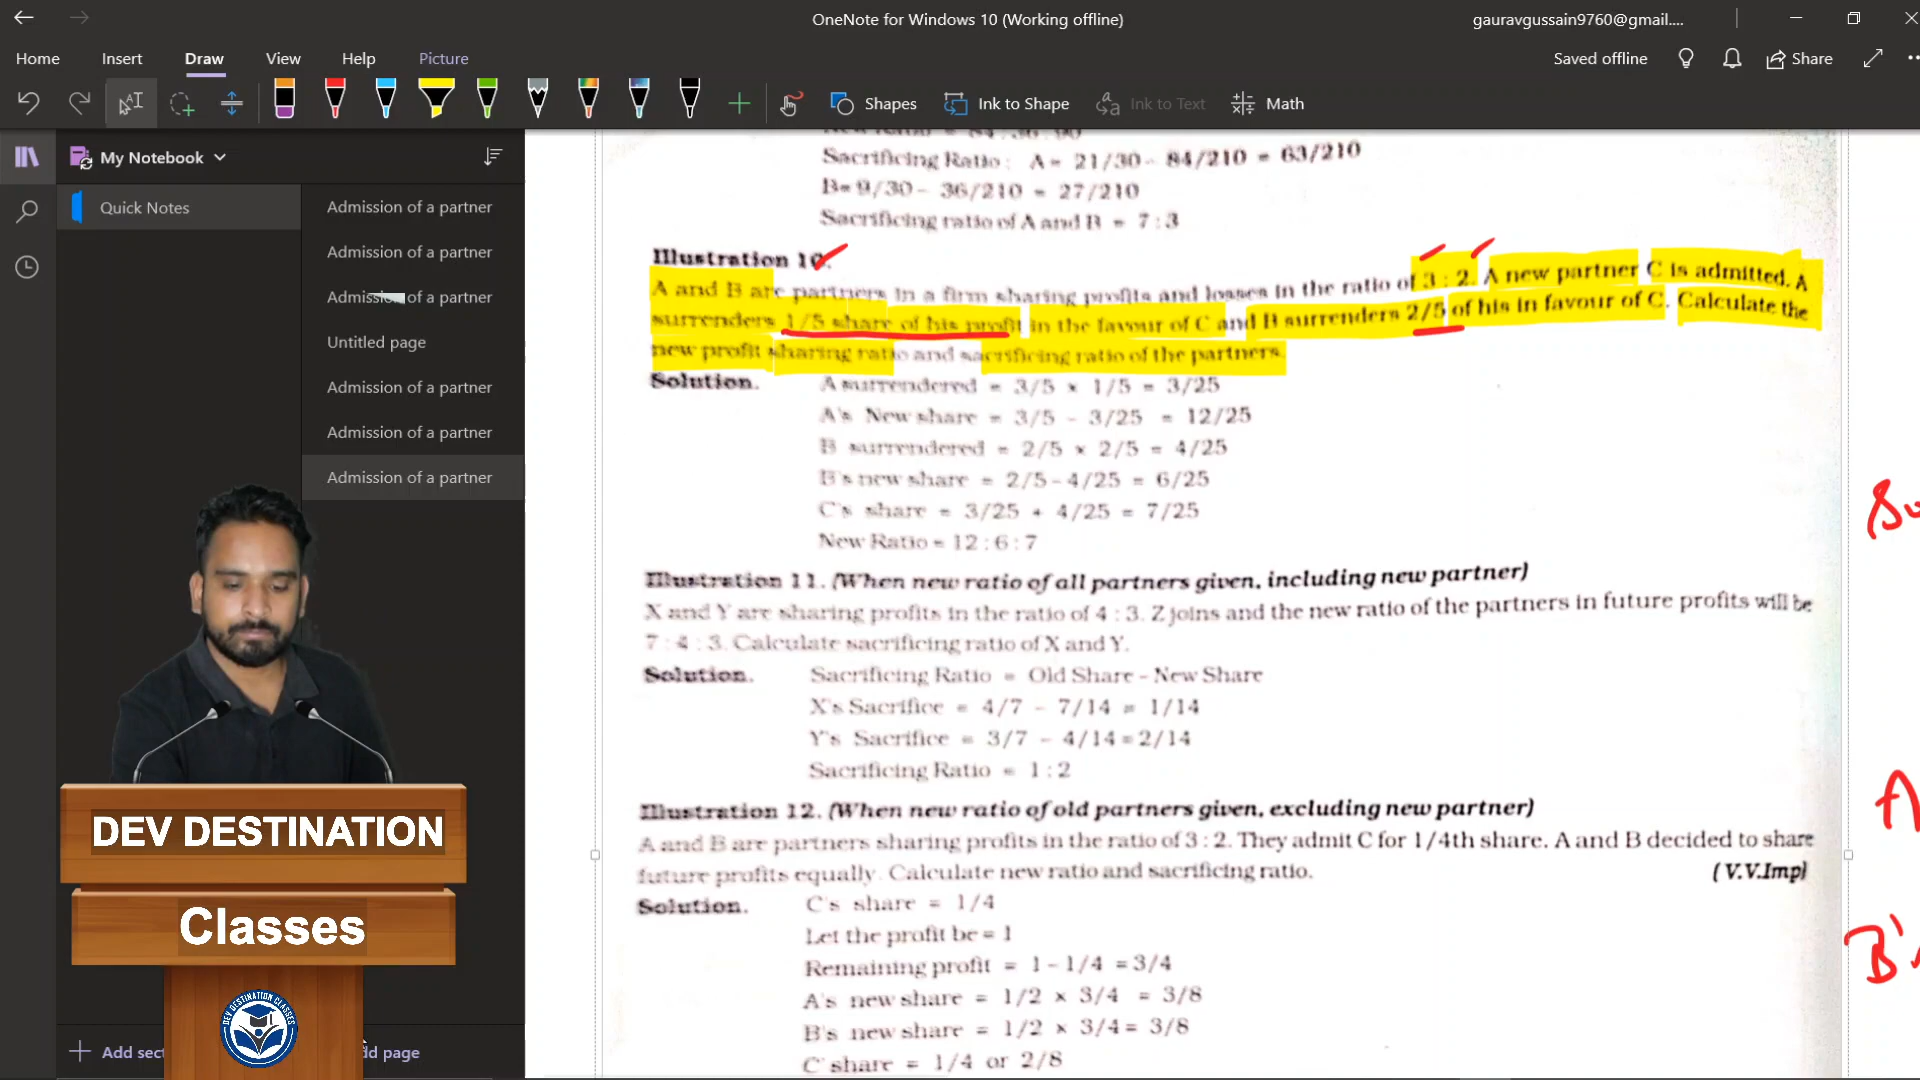 OneNote for Windows 10 (Working offline)
gauravgussain9760@gmail....
Home Insert Draw View Help Picture
Saved offline
Share
Shapes
Ink to Shape
Ink to Text
Math
My Notebook
Quick Notes
Admission of a partner
Admission of a partner
Admission of a partner
Untitled page
Admission of a partner
Admission of a partner
Admission of a partner
New Ratio = 84 : 36 : 90
Sacrificing Ratio : A = 21/30 - 84/210 = 63/210
B= 9/30 - 36/210 = 27/210
Sacrificing ratio of A and B = 7 : 3
Illustration 10.
A and B are partners in a firm sharing profits and losses in the ratio of 3 : 2. A new partner C is admitted. A
surrenders 1/5 share of his profit in the favour of C and B surrenders 2/5 of his in favour of C. Calculate the
new profit sharing ratio and sacrificing ratio of the partners.
Solution. A surrendered = 3/5 × 1/5 = 3/25
A's New share = 3/5 - 3/25 = 12/25
B surrendered = 2/5 × 2/5 = 4/25
B's new share = 2/5 - 4/25 = 6/25
C's share = 3/25 + 4/25 = 7/25
New Ratio = 12 : 6 : 7
Illustration 11. (When new ratio of all partners given, including new partner)
X and Y are sharing profits in the ratio of 4 : 3. Z joins and the new ratio of the partners in future profits will be
7 : 4 : 3. Calculate sacrificing ratio of X and Y.
Solution. Sacrificing Ratio = Old Share - New Share
X's Sacrifice = 4/7 - 7/14 = 1/14
Y's Sacrifice = 3/7 - 4/14 = 2/14
Sacrificing Ratio = 1 : 2
Illustration 12. (When new ratio of old partners given, excluding new partner)
A and B are partners sharing profits in the ratio of 3 : 2. They admit C for 1/4th share. A and B decided to share
future profits equally. Calculate new ratio and sacrificing ratio. (V.V.Imp)
Solution. C's share = 1/4
Let the profit be = 1
Remaining profit = 1 - 1/4 = 3/4
A's new share = 1/2 × 3/4 = 3/8
B's new share = 1/2 × 3/4 = 3/8
C' share = 1/4 or 2/8
A
B'
DEV DESTINATION
Classes
DEV DESTINATION CLASSES
Add sect
dd page